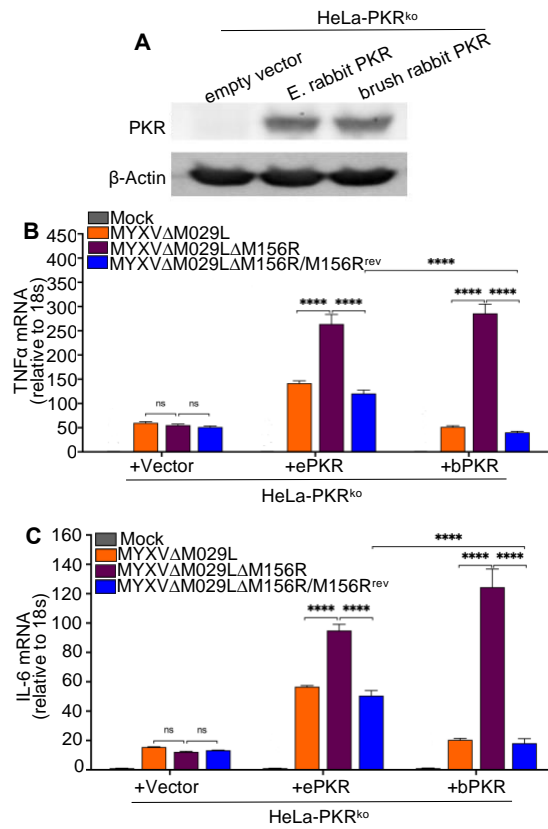 HeLa-PKRko
A
empty vector
E. rabbit PKR
brush rabbit PKR
PKR
β-Actin
B
Mock
MYXVΔM029L
MYXVΔM029LΔM156R
MYXVΔM029LΔM156R/M156Rrev
TNFα mRNA
(relative to 18s)
450
400
350
300
250
200
150
100
50
0
ns ns
**** ****
****
**** ****
+Vector +ePKR +bPKR
HeLa-PKRko
C
Mock
MYXVΔM029L
MYXVΔM029LΔM156R
MYXVΔM029LΔM156R/M156Rrev
IL-6 mRNA
(relative to 18s)
160
140
120
100
80
60
40
20
0
ns ns
**** ****
****
**** ****
+Vector +ePKR +bPKR
HeLa-PKRko